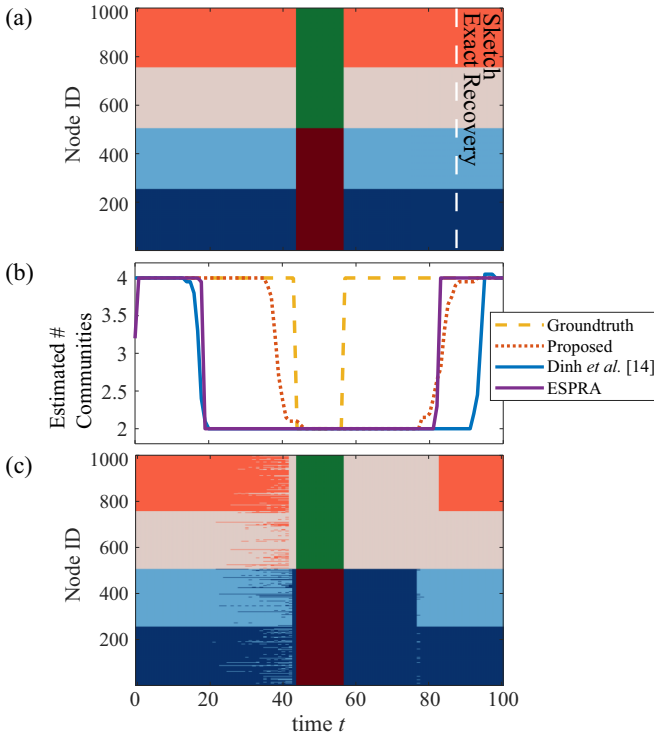 (a)
1000
800
600
400
200
Node ID
Sketch
Exact Recovery
(b)
4
3.5
3
2.5
2
Estimated #
Communities
Groundtruth
Proposed
Dinh et al. [14]
ESPRA
(c)
1000
800
600
400
200
Node ID
0 20 40 60 80 100
time t